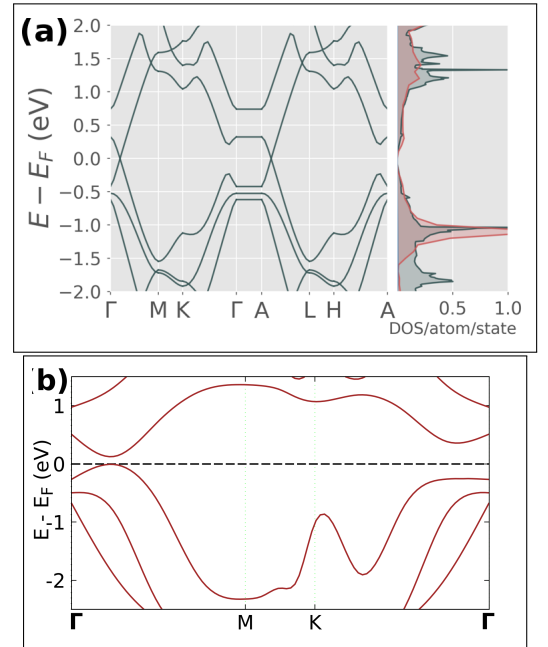 (a)
E − E_F (eV)
2.0
1.5
1.0
0.5
0.0
−0.5
−1.0
−1.5
−2.0
Γ M K Γ A L H A
0.5 1.0
DOS/atom/state
b)
E - E_F (eV)
1
0
-1
-2
Γ M K Γ